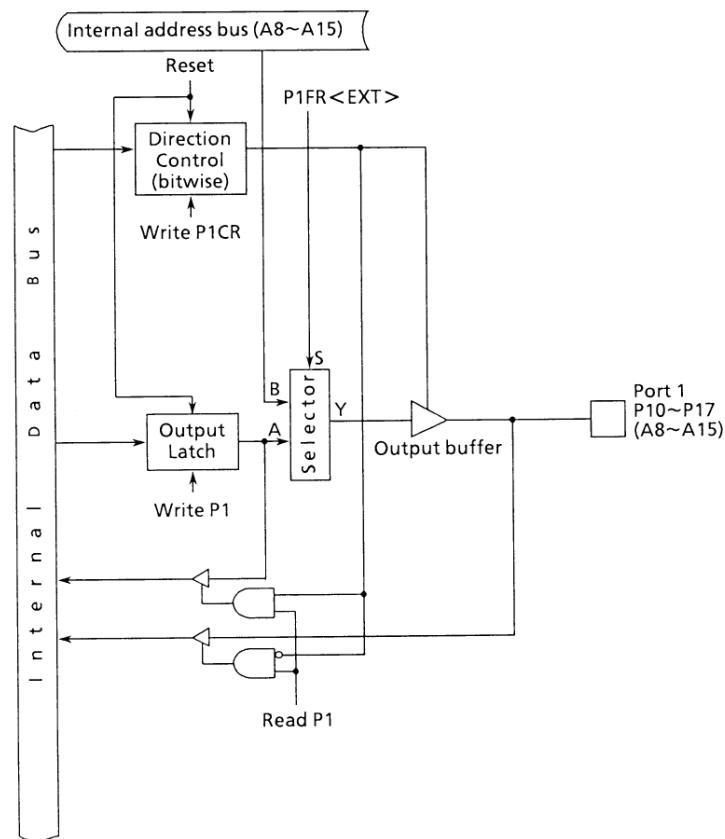 Internal address bus (A8~A15)
Reset
P1FR<EXT>
Direction
Control
(bitwise)
Write P1CR
Internal Data Bus
S
B
A
Selector
Y
Output
Latch
Output buffer
Port 1
P10~P17
(A8~A15)
Write P1
Read P1